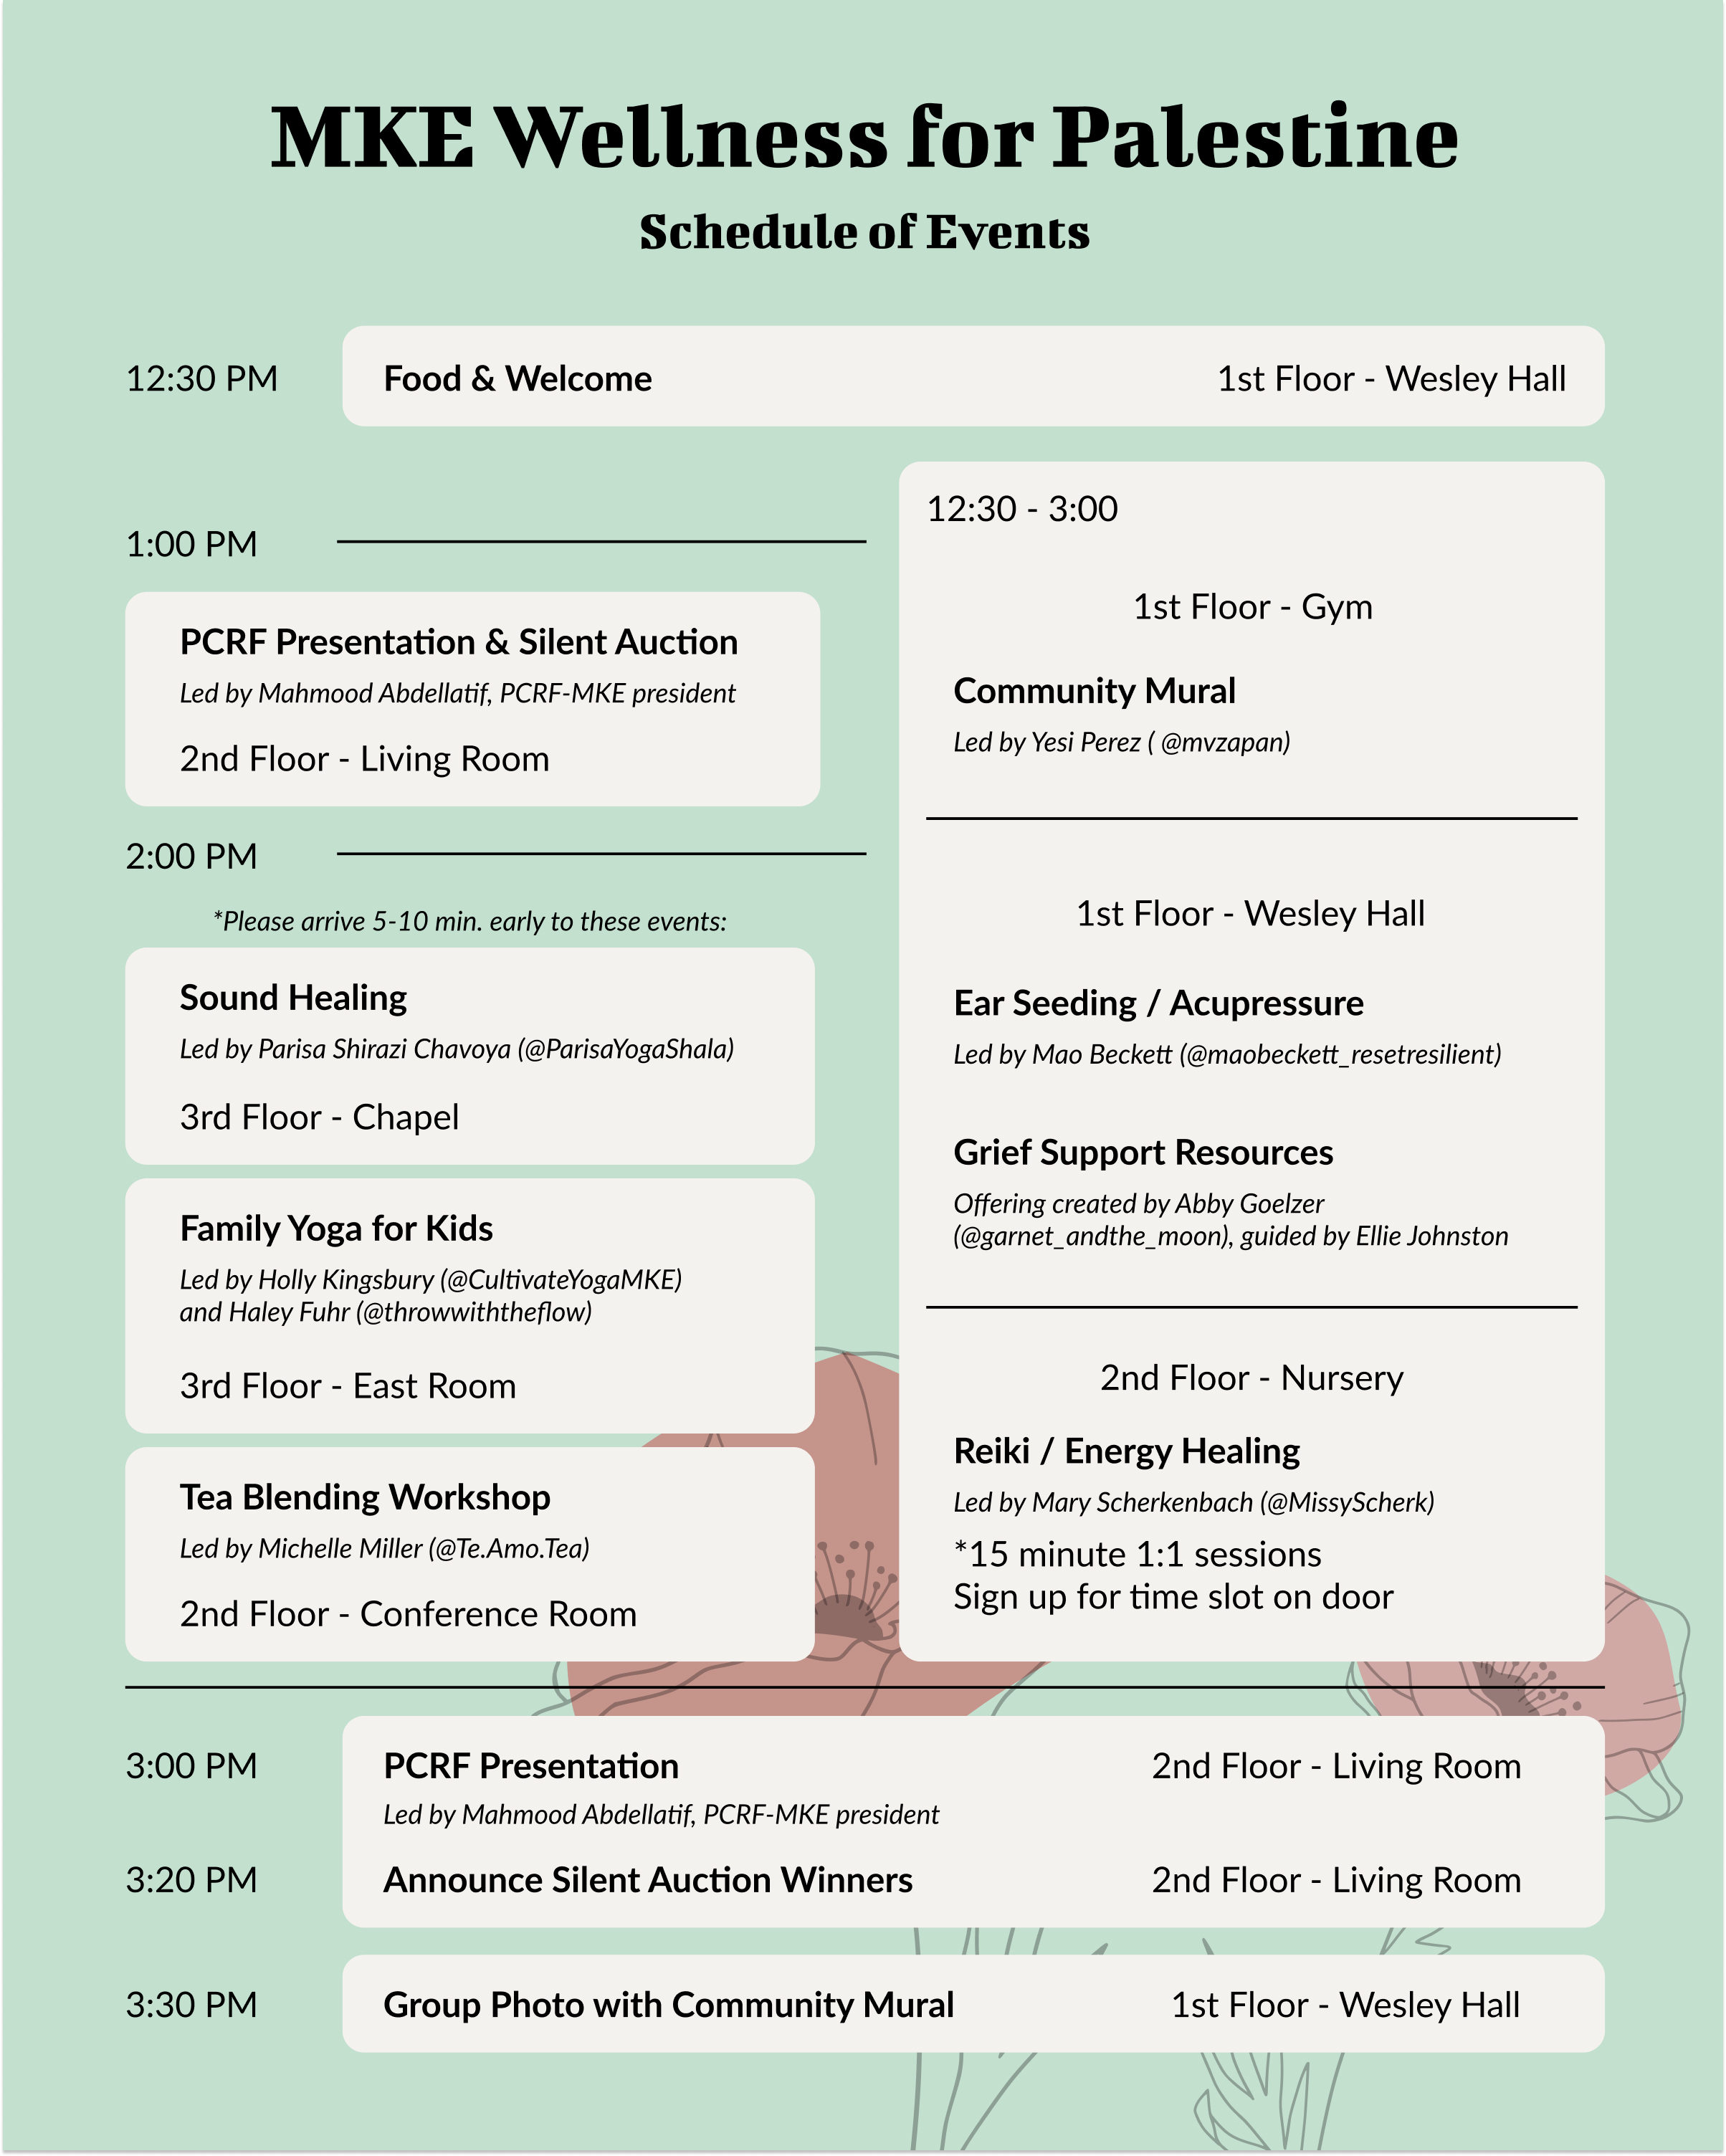 MKE Wellness for Palestine
Schedule of Events
12:30 PM
Food & Welcome
1st Floor - Wesley Hall
1:00 PM
PCRF Presentation & Silent Auction
Led by Mahmood Abdellatif, PCRF-MKE president
2nd Floor - Living Room
2:00 PM
*Please arrive 5-10 min. early to these events:
Sound Healing
Led by Parisa Shirazi Chavoya (@ParisaYogaShala)
3rd Floor - Chapel
Family Yoga for Kids
Led by Holly Kingsbury (@CultivateYogaMKE)
and Haley Fuhr (@throwwiththeflow)
3rd Floor - East Room
Tea Blending Workshop
Led by Michelle Miller (@Te.Amo.Tea)
2nd Floor - Conference Room
12:30 - 3:00
1st Floor - Gym
Community Mural
Led by Yesi Perez ( @mvzapan)
1st Floor - Wesley Hall
Ear Seeding / Acupressure
Led by Mao Beckett (@maobeckett_resetresilient)
Grief Support Resources
Offering created by Abby Goelzer
(@garnet_andthe_moon), guided by Ellie Johnston
2nd Floor - Nursery
Reiki / Energy Healing
Led by Mary Scherkenbach (@MissyScherk)
*15 minute 1:1 sessions
Sign up for time slot on door
3:00 PM
PCRF Presentation
2nd Floor - Living Room
Led by Mahmood Abdellatif, PCRF-MKE president
3:20 PM
Announce Silent Auction Winners
2nd Floor - Living Room
3:30 PM
Group Photo with Community Mural
1st Floor - Wesley Hall